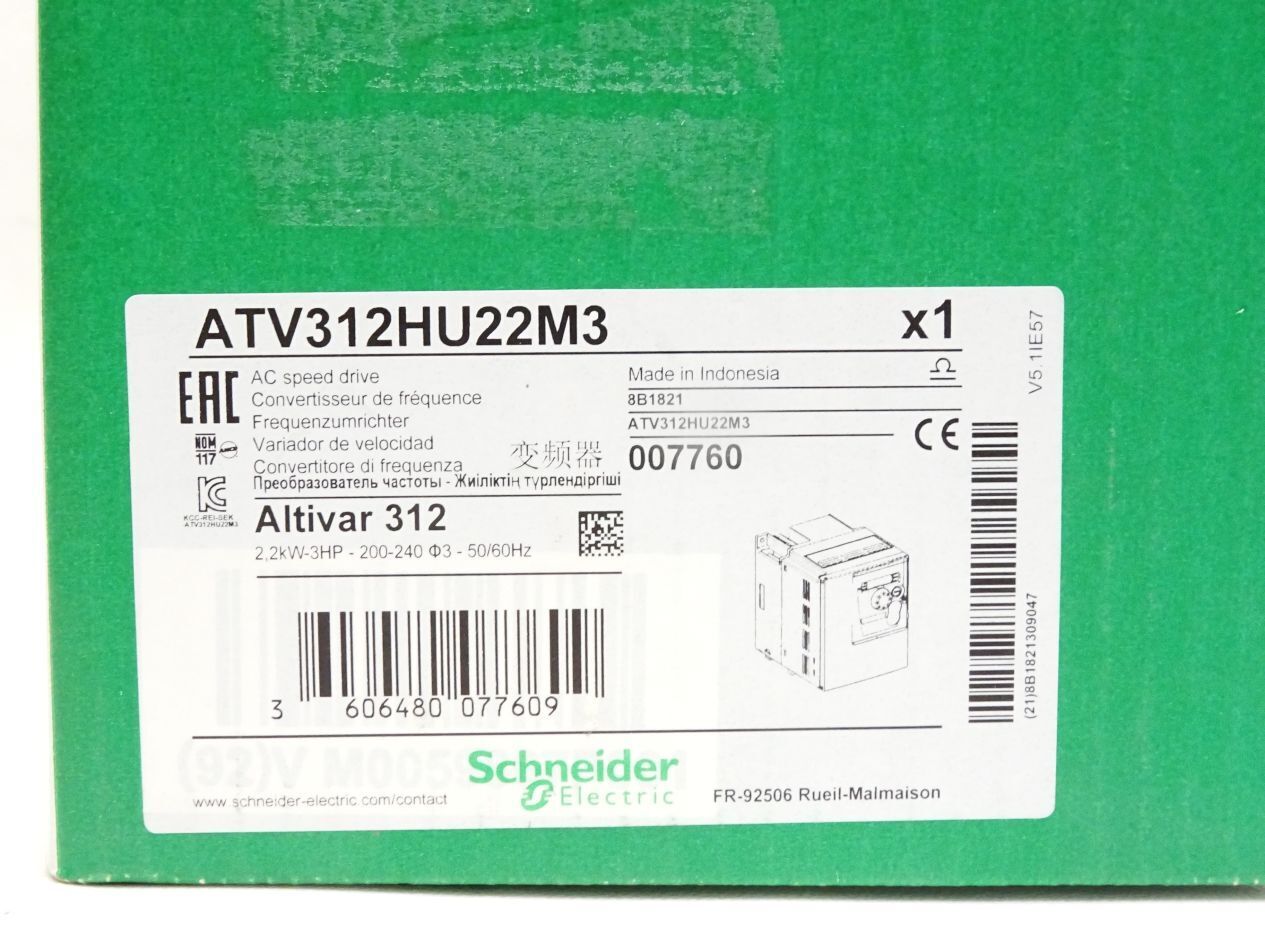 ATV312HU22M3
x1
V5.1IE57
EAC
AC speed drive
Convertisseur de fréquence
Frequenzumrichter
Variador de velocidad
Convertitore di frequenza
变频器
Преобразователь частоты - Жиіліктің түрлендіргіші
NOM
117
KCC-REI-SEK
ATV312HU22M3
Made in Indonesia
8B1821
ATV312HU22M3
007760
CE
Altivar 312
2,2kW-3HP - 200-240 Φ3 - 50/60Hz
3 606480 077609
(21)8B1821309047
Schneider
Electric
www.schneider-electric.com/contact
FR-92506 Rueil-Malmaison